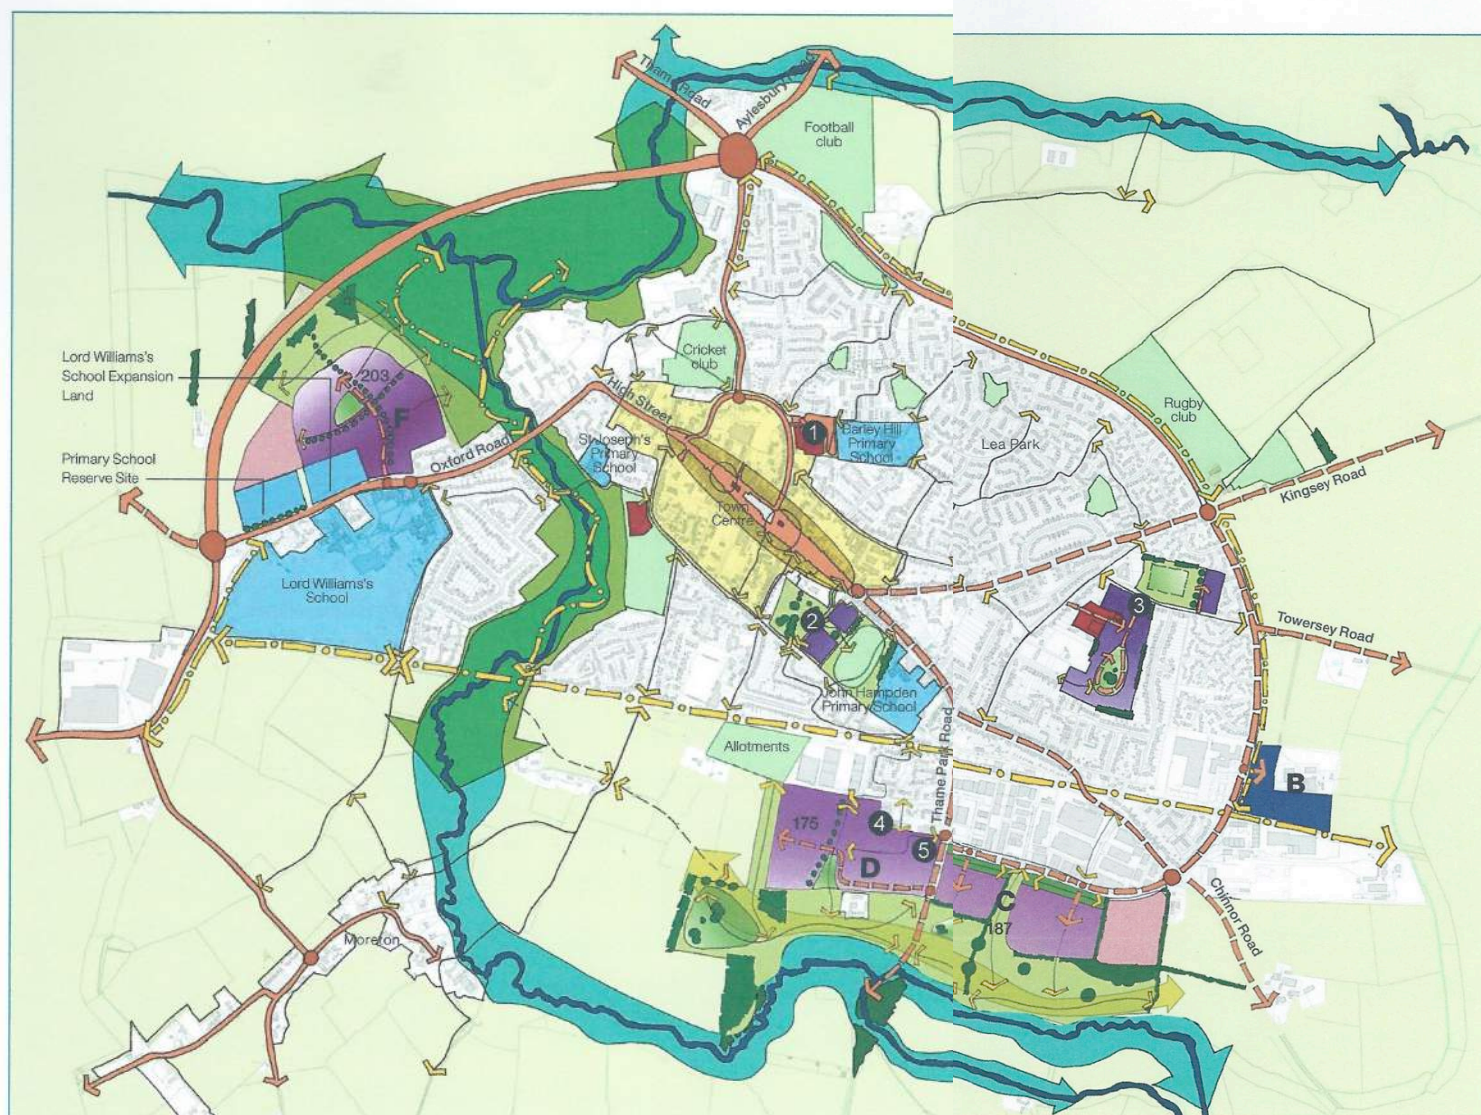 Thame Road
Aylesbury Road
Football
club
Lord Williams's
School Expansion
Land
203
F
Cricket
club
High Street
1
Barley Hill
Primary
School
Lea Park
Rugby
club
Primary School
Reserve Site
Oxford Road
St Joseph's
Primary
School
Town
Centre
Kingsey Road
Lord Williams's
School
2
3
Towersey Road
John Hampden
Primary School
Allotments
Thame Park Road
B
175
4
5
D
C
187
Chinnor Road
Moreton